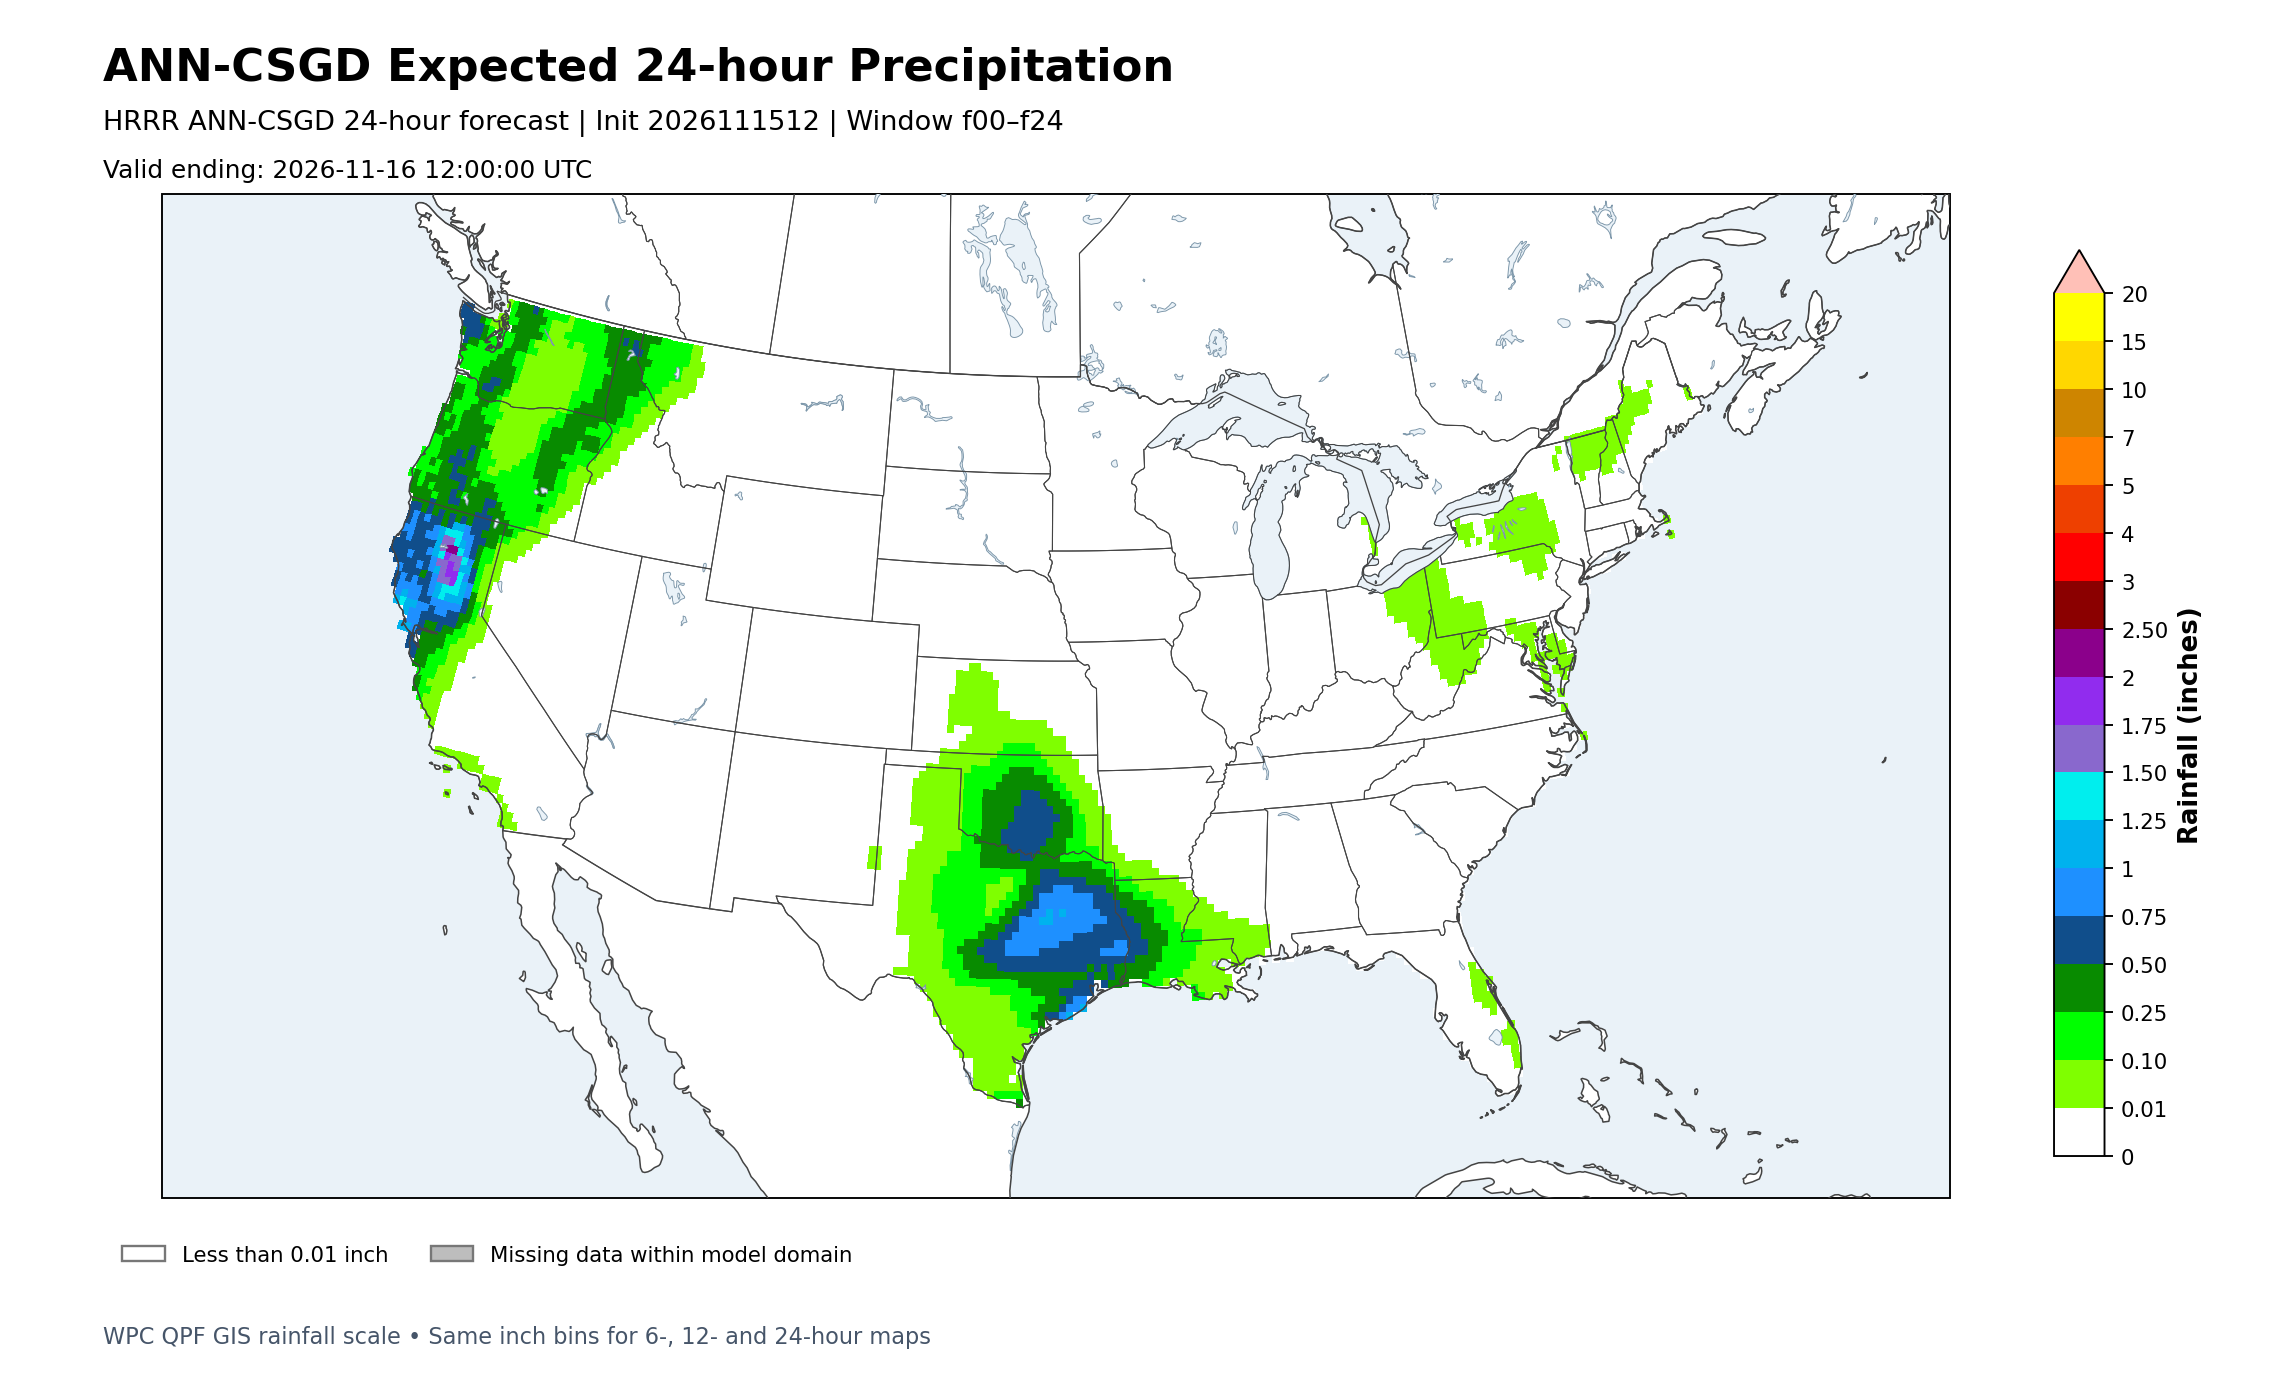 ANN-CSGD Expected 24-hour Precipitation
HRRR ANN-CSGD 24-hour forecast | Init 2026111512 | Window f00–f24
Valid ending: 2026-11-16 12:00:00 UTC
20
15
10
7
5
4
3
2.50
2
1.75
1.50
1.25
1
0.75
0.50
0.25
0.10
0.01
0
Rainfall (inches)
Less than 0.01 inch
Missing data within model domain
WPC QPF GIS rainfall scale • Same inch bins for 6-, 12- and 24-hour maps